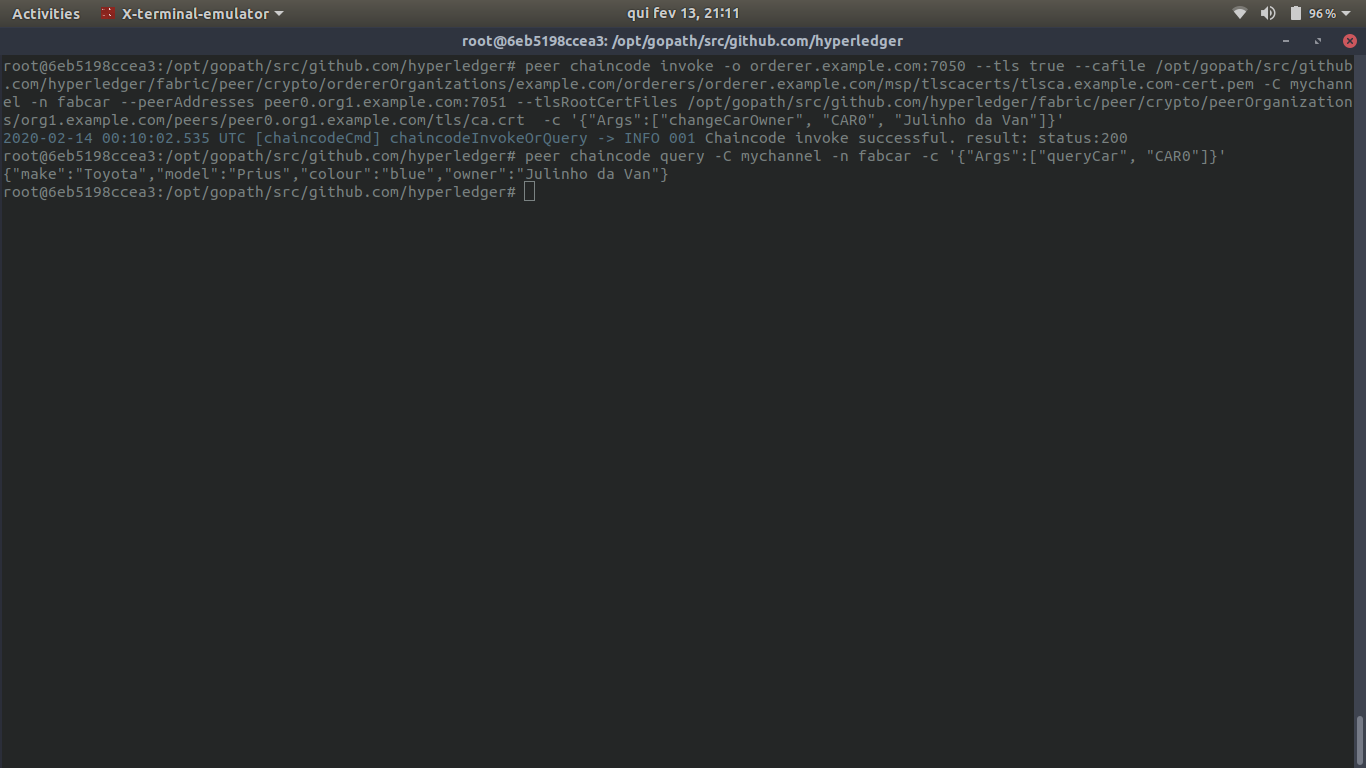 Activities X-terminal-emulator qui fev 13, 21:11 96%
root@6eb5198ccea3: /opt/gopath/src/github.com/hyperledger
root@6eb5198ccea3:/opt/gopath/src/github.com/hyperledger# peer chaincode invoke -o orderer.example.com:7050 --tls true --cafile /opt/gopath/src/github
.com/hyperledger/fabric/peer/crypto/ordererOrganizations/example.com/orderers/orderer.example.com/msp/tlscacerts/tlsca.example.com-cert.pem -C mychann
el -n fabcar --peerAddresses peer0.org1.example.com:7051 --tlsRootCertFiles /opt/gopath/src/github.com/hyperledger/fabric/peer/crypto/peerOrganization
s/org1.example.com/peers/peer0.org1.example.com/tls/ca.crt  -c '{"Args":["changeCarOwner", "CAR0", "Julinho da Van"]}'
2020-02-14 00:10:02.535 UTC [chaincodeCmd] chaincodeInvokeOrQuery -> INFO 001 Chaincode invoke successful. result: status:200
root@6eb5198ccea3:/opt/gopath/src/github.com/hyperledger# peer chaincode query -C mychannel -n fabcar -c '{"Args":["queryCar", "CAR0"]}'
{"make":"Toyota","model":"Prius","colour":"blue","owner":"Julinho da Van"}
root@6eb5198ccea3:/opt/gopath/src/github.com/hyperledger#